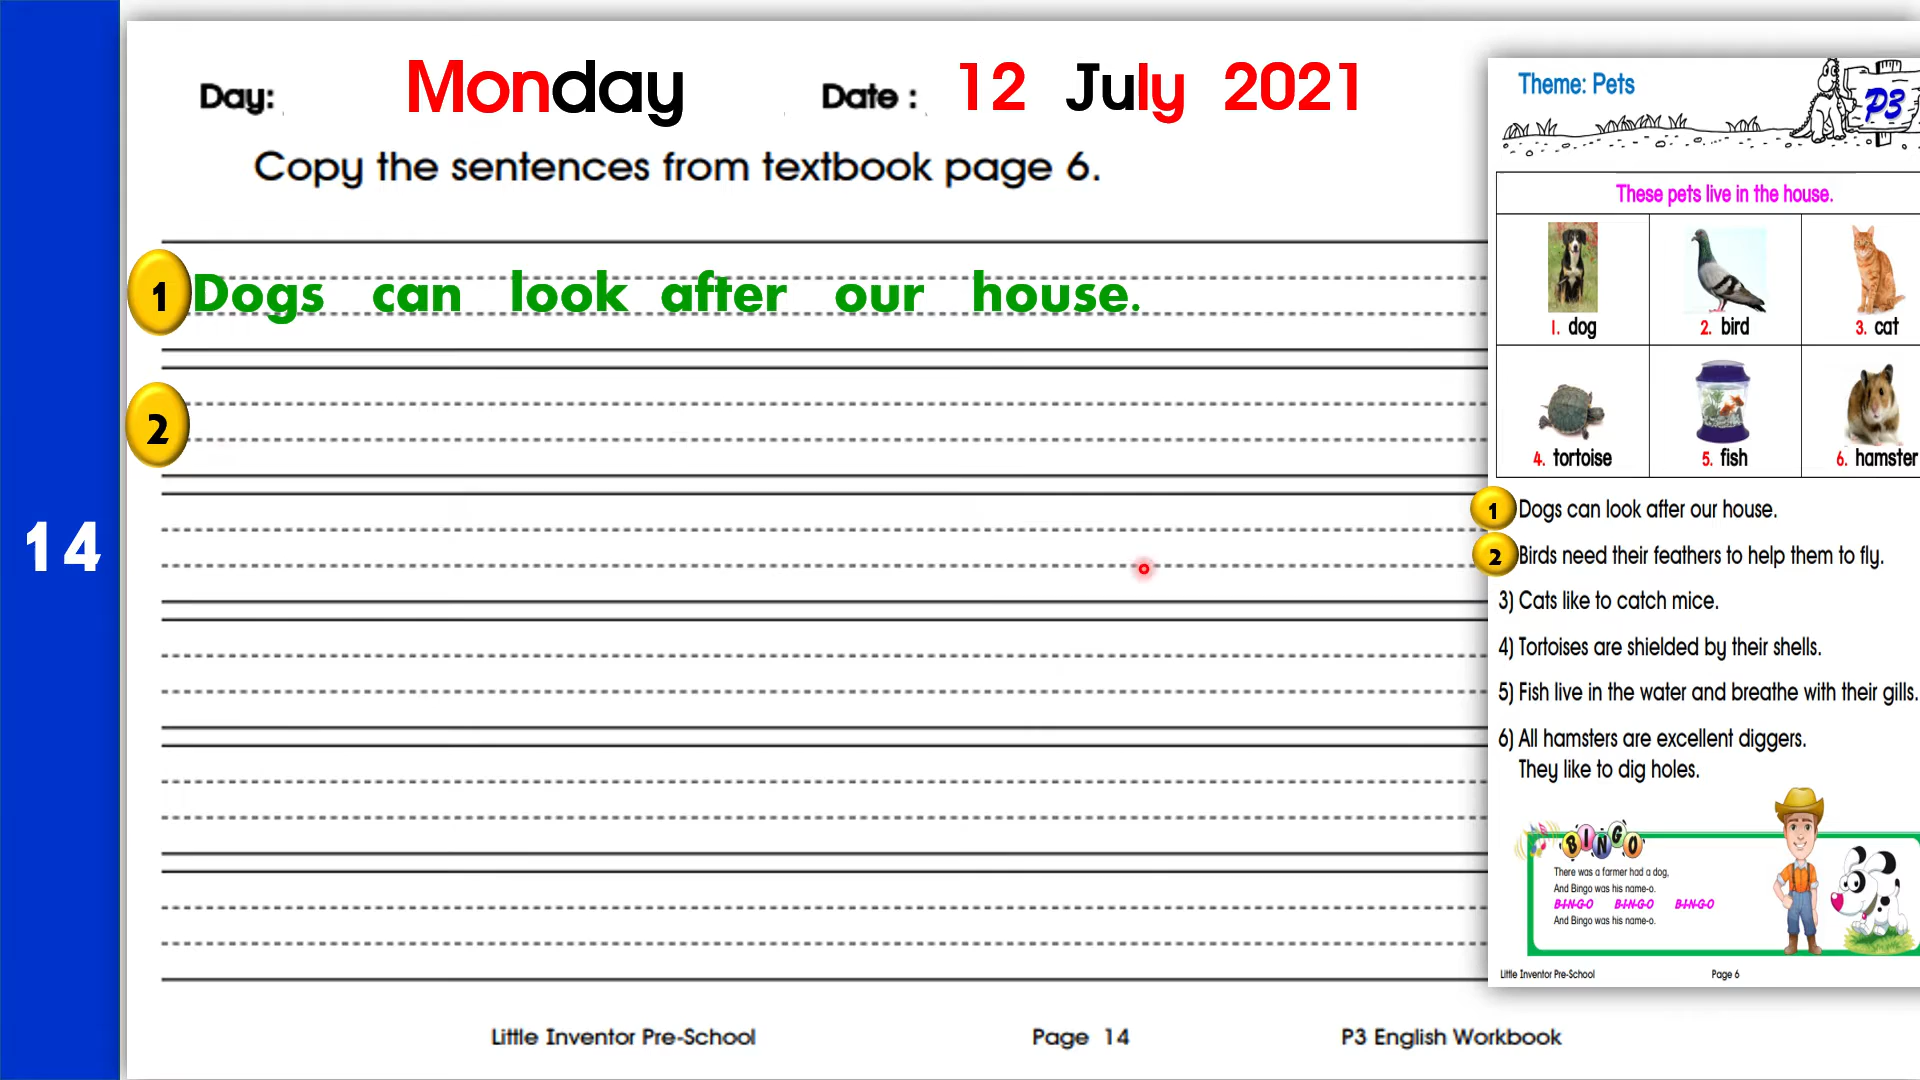 Day: Monday Date : 12 July 2021
Copy the sentences from textbook page 6.
1 Dogs can look after our house.
2
14
Little Inventor Pre-School Page 14 P3 English Workbook
Theme: Pets
P3
These pets live in the house.
1. dog 2. bird 3. cat
4. tortoise 5. fish 6. hamster
1 Dogs can look after our house.
2 Birds need their feathers to help them to fly.
3) Cats like to catch mice.
4) Tortoises are shielded by their shells.
5) Fish live in the water and breathe with their gills.
6) All hamsters are excellent diggers.
They like to dig holes.
BINGO
There was a farmer had a dog,
And Bingo was his name-o.
B-I-N-G-O B-I-N-G-O B-I-N-G-O
And Bingo was his name-o.
Little Inventor Pre-School Page 6